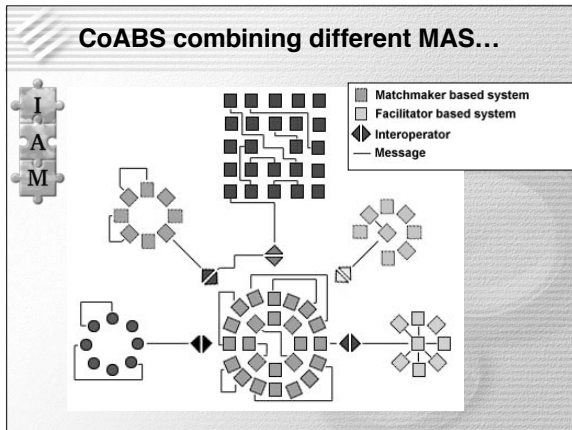 CoABS combining different MAS…
I
A
M
Matchmaker based system
Facilitator based system
Interoperator
Message